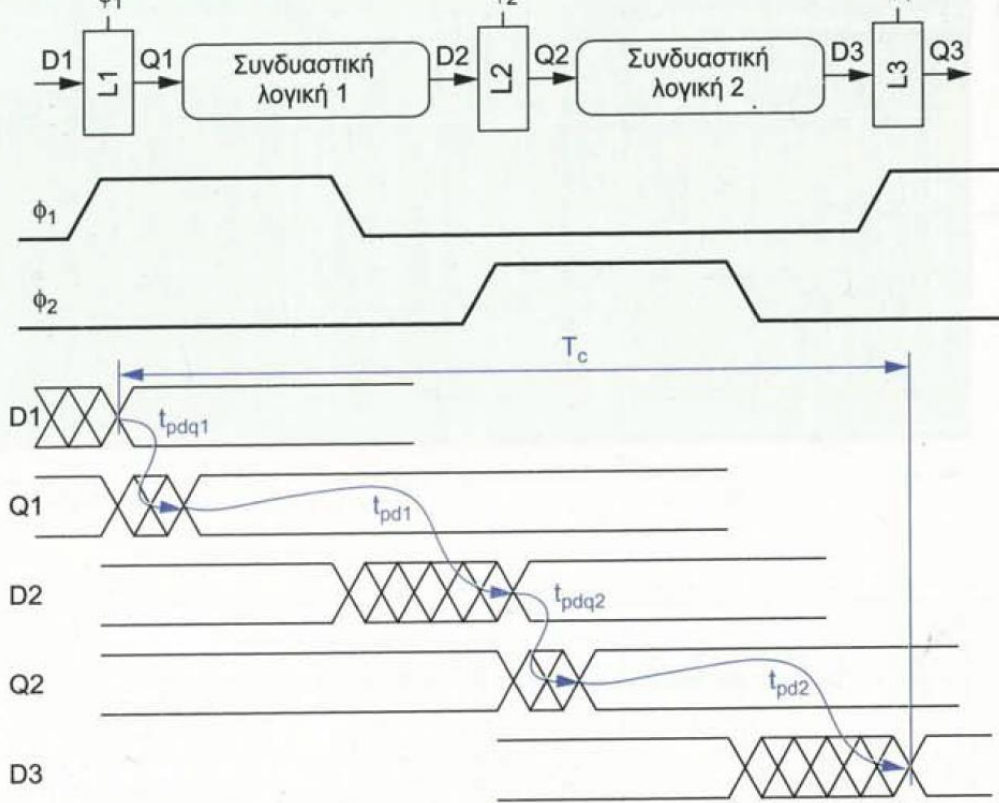 D1
L1
Q1
Συνδυαστική
λογική 1
D2
L2
Q2
Συνδυαστική
λογική 2
D3
L3
Q3
ϕ1
ϕ2
Tc
D1
tpdq1
Q1
tpd1
D2
tpdq2
Q2
tpd2
D3